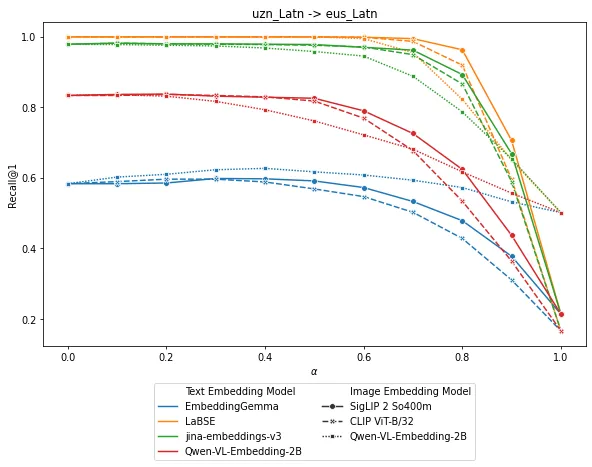 uzn_Latn -> eus_Latn
Recall@1
1.0
0.8
0.6
0.4
0.2
0.0 0.2 0.4 0.6 0.8 1.0
α
Text Embedding Model
EmbeddingGemma
LaBSE
jina-embeddings-v3
Qwen-VL-Embedding-2B
Image Embedding Model
SigLIP 2 So400m
CLIP ViT-B/32
Qwen-VL-Embedding-2B